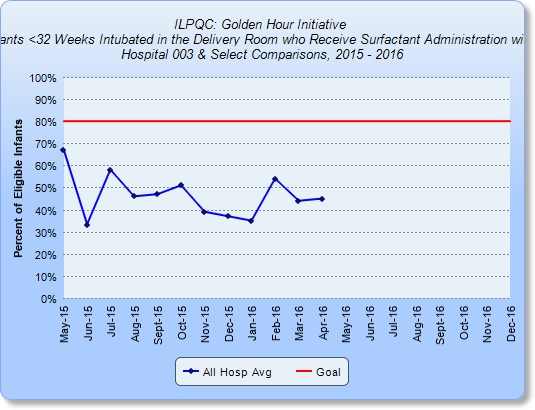 ILPQC: Golden Hour Initiative
ants <32 Weeks Intubated in the Delivery Room who Receive Surfactant Administration wi
Hospital 003 & Select Comparisons, 2015 - 2016
100%
90%
80%
70%
60%
50%
40%
30%
20%
10%
0%
Percent of Eligible Infants
May-15
Jun-15
Jul-15
Aug-15
Sept-15
Oct-15
Nov-15
Dec-15
Jan-16
Feb-16
Mar-16
Apr-16
May-16
Jun-16
Jul-16
Aug-16
Sep-16
Oct-16
Nov-16
Dec-16
All Hosp Avg Goal